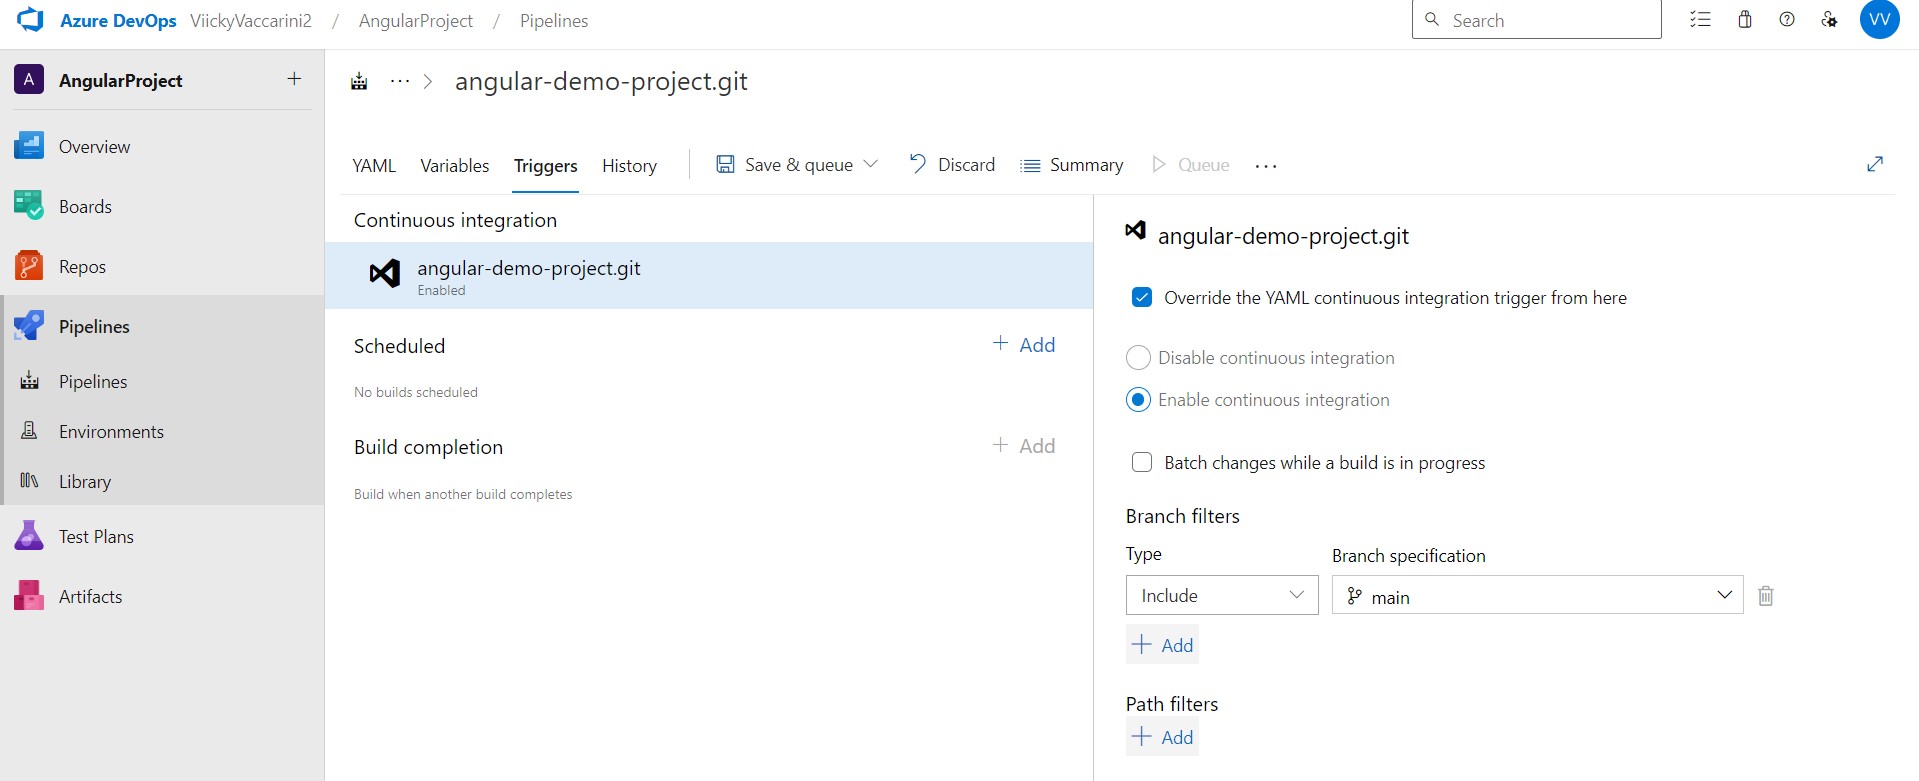 Azure DevOps ViickyVaccarini2 / AngularProject / Pipelines
Search
VV
A AngularProject
Overview
Boards
Repos
Pipelines
Pipelines
Environments
Library
Test Plans
Artifacts
··· > angular-demo-project.git
YAML Variables Triggers History Save & queue Discard Summary Queue ···
Continuous integration
angular-demo-project.git
Enabled
Scheduled
+ Add
No builds scheduled
Build completion
+ Add
Build when another build completes
angular-demo-project.git
Override the YAML continuous integration trigger from here
Disable continuous integration
Enable continuous integration
Batch changes while a build is in progress
Branch filters
Type Branch specification
Include main
+ Add
Path filters
+ Add